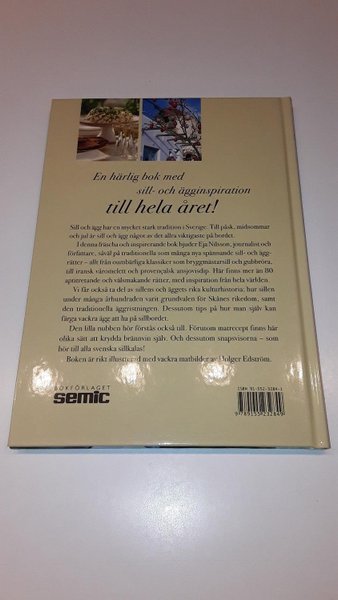 En härlig bok med
sill- och ägginspiration
till hela året!
Sill och ägg har en mycket stark tradition i Sverige. Till påsk, midsommar
och jul är sill och ägg något av det allra viktigaste på bordet.
I denna fräscha och inspirerande bok bjuder Eja Nilsson, journalist och
författare, såväl på traditionella som många nya spännande sill- och ägg-
rätter – allt från oumbärliga klassiker som bryggmästarsill och gubbröra,
till iransk våromelett och provençalsk ansjovisdip. Här finns mer än 80
aptitretande och välsmakande rätter, med inspiration från hela världen.
Vi får också ta del av sillens och äggets rika kulturhistoria, hur sillen
under många århundraden varit grundvalen för Skånes rikedom, samt
den traditionella äggristningen. Dessutom tips på hur man själv kan
färga vackra ägg att ha på sillbordet.
Den lilla nubben hör förstås också till. Förutom matrecept finns här
olika sätt att krydda brännvin själv. Och dessutom snapsvisorna – som
hör till alla svenska sillkalas!
Boken är rikt illustrerad med vackra matbilder av Holger Edström.
BOKFÖRLAGET
semic
ISBN 91-552-3284-1
9789155232849